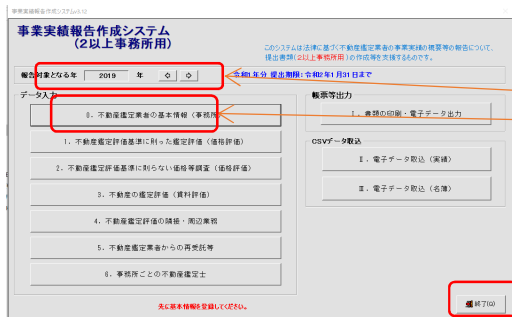 事業実績報告作成システムv3.12
事業実績報告作成システム
(2以上事務所用)
このシステムは法律に基づく不動産鑑定業者の事業実績の概要等の報告について、
提出書類(2以上事務所用)の作成等を支援するものです。
報告対象となる年 2019 年
令和1年分 提出期限:令和2年1月31日まで
データ入力
0. 不動産鑑定業者の基本情報(事務所)
1. 不動産鑑定評価基準に則った鑑定評価(価格評価)
2. 不動産鑑定評価基準に則らない価格等調査(価格評価)
3. 不動産の鑑定評価(賃料評価)
4. 不動産鑑定評価の隣接・周辺業務
5. 不動産鑑定業者からの再受託等
6. 事務所ごとの不動産鑑定士
先に基本情報を登録してください。
帳票等出力
Ⅰ. 書類の印刷・電子データ出力
CSVデータ取込
Ⅱ. 電子データ取込(実績)
Ⅲ. 電子データ取込(名簿)
終了(Q)